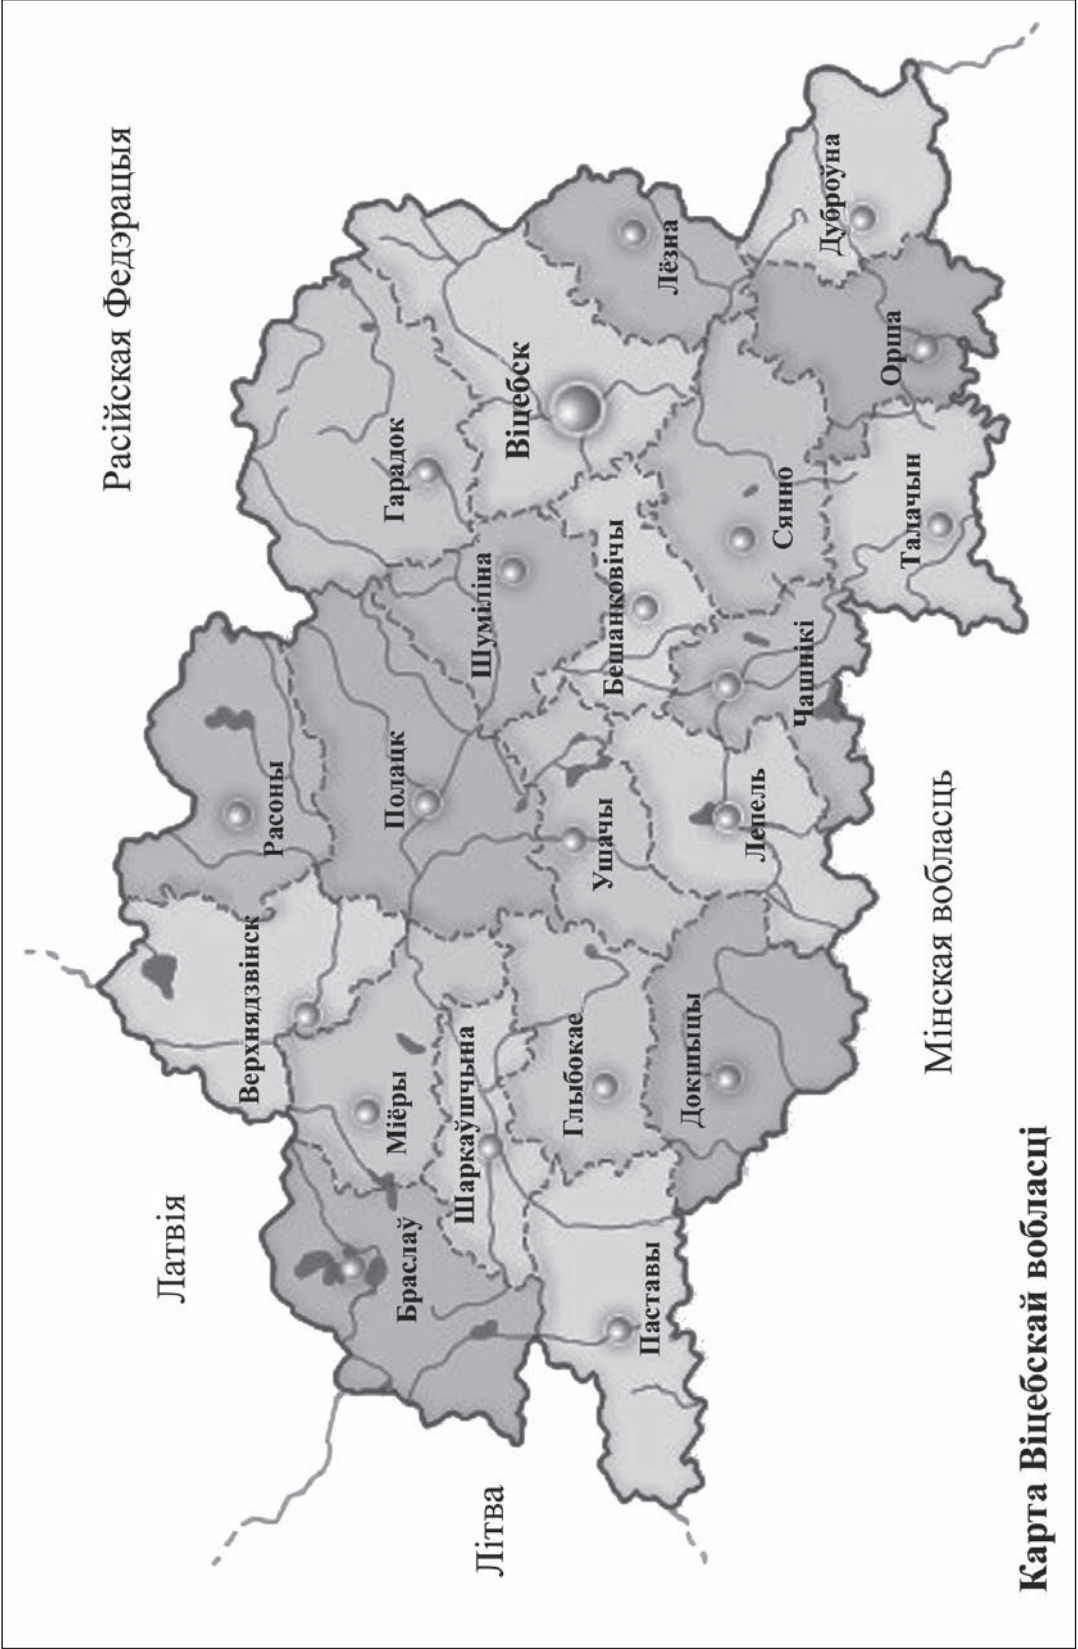 Расійская Федэрацыя
Латвія
Літва
Мінская вобласць
Верхнядзвінск
Расоны
Браслаў
Міёры
Полацк
Гарадок
Шаркаўшчына
Шуміліна
Віцебск
Паставы
Глыбокае
Ушачы
Бешанковічы
Лёзна
Докшыцы
Лепель
Чашнікі
Сянно
Дуброўна
Орша
Талачын
Карта Віцебскай вобласці